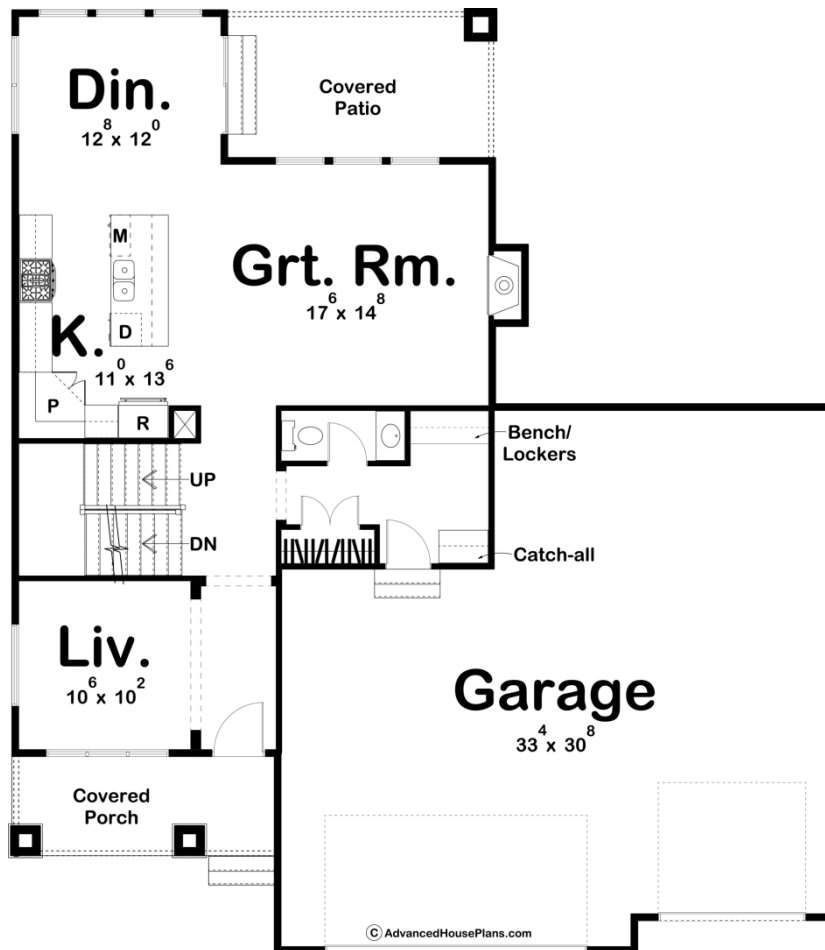 Din.
12⁸ x 12⁰
Covered
Patio
M
Grt. Rm.
17⁶ x 14⁸
D
K.
11⁰ x 13⁶
P
R
Bench/
Lockers
UP
DN
Catch-all
Liv.
10⁶ x 10²
Garage
33⁴ x 30⁸
Covered
Porch
© AdvancedHousePlans.com